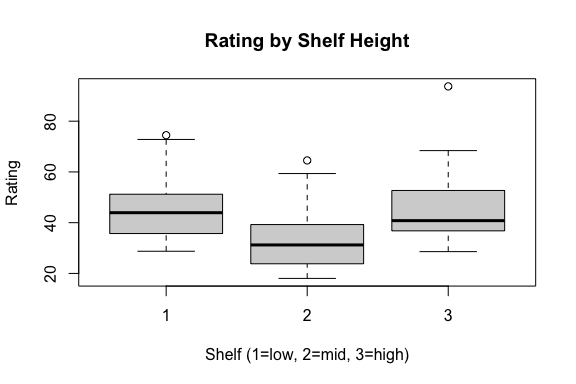 Rating by Shelf Height
Rating
80
60
40
20
1 2 3
Shelf (1=low, 2=mid, 3=high)